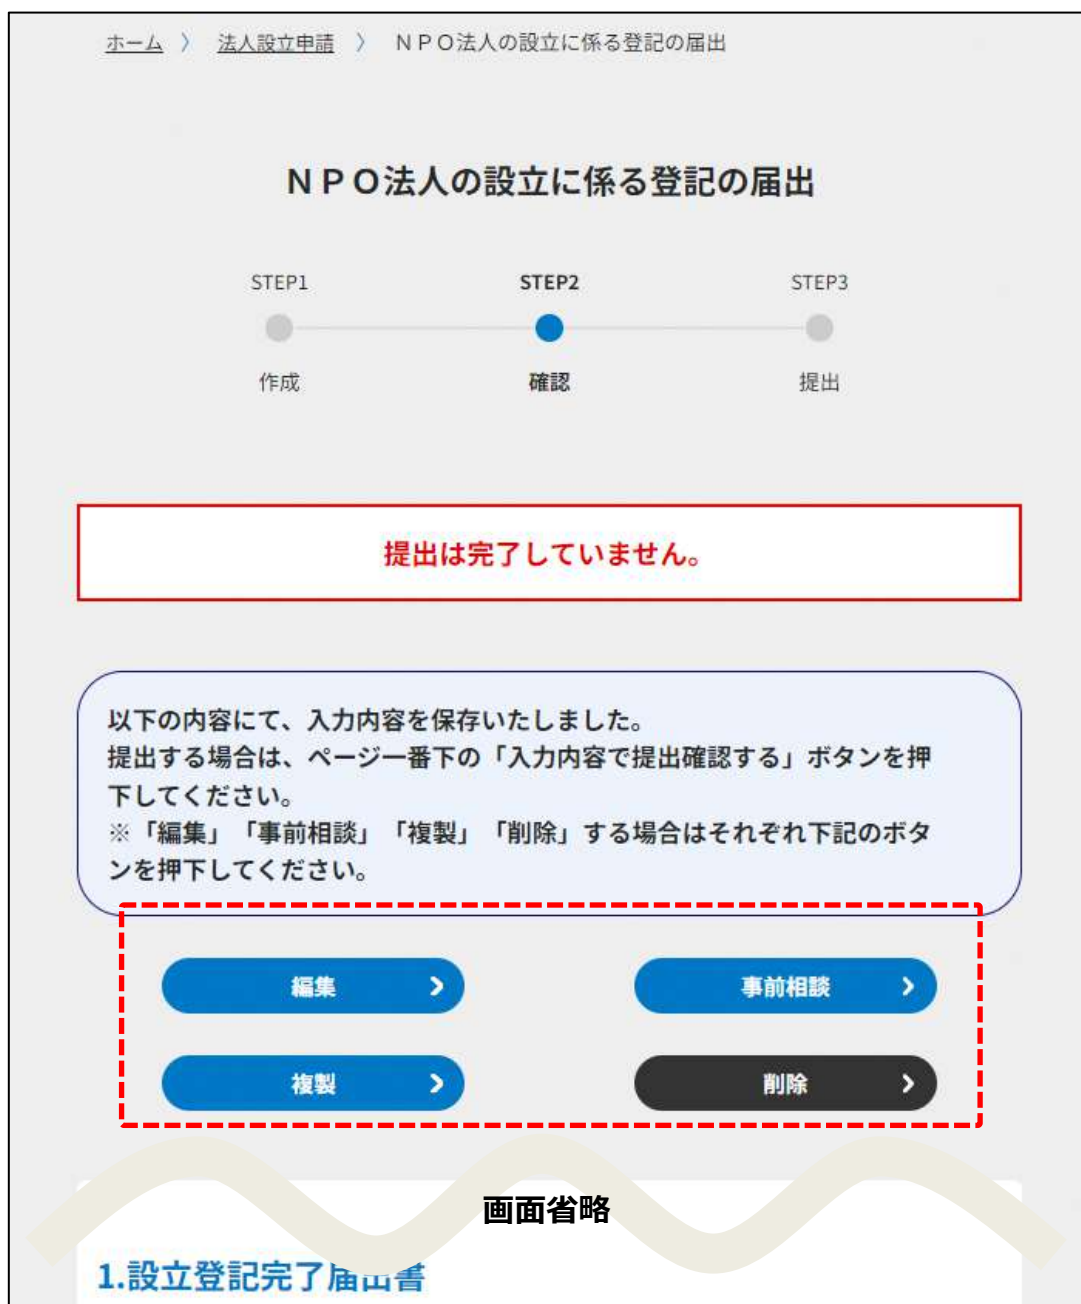 ホーム 〉 法人設立申請 〉 ＮＰＯ法人の設立に係る登記の届出
ＮＰＯ法人の設立に係る登記の届出
STEP1 STEP2 STEP3
作成 確認 提出
提出は完了していません。
以下の内容にて、入力内容を保存いたしました。
提出する場合は、ページ一番下の「入力内容で提出確認する」ボタンを押
下してください。
※「編集」「事前相談」「複製」「削除」する場合はそれぞれ下記のボタ
ンを押下してください。
編集 事前相談
複製 削除
画面省略
1.設立登記完了届出書